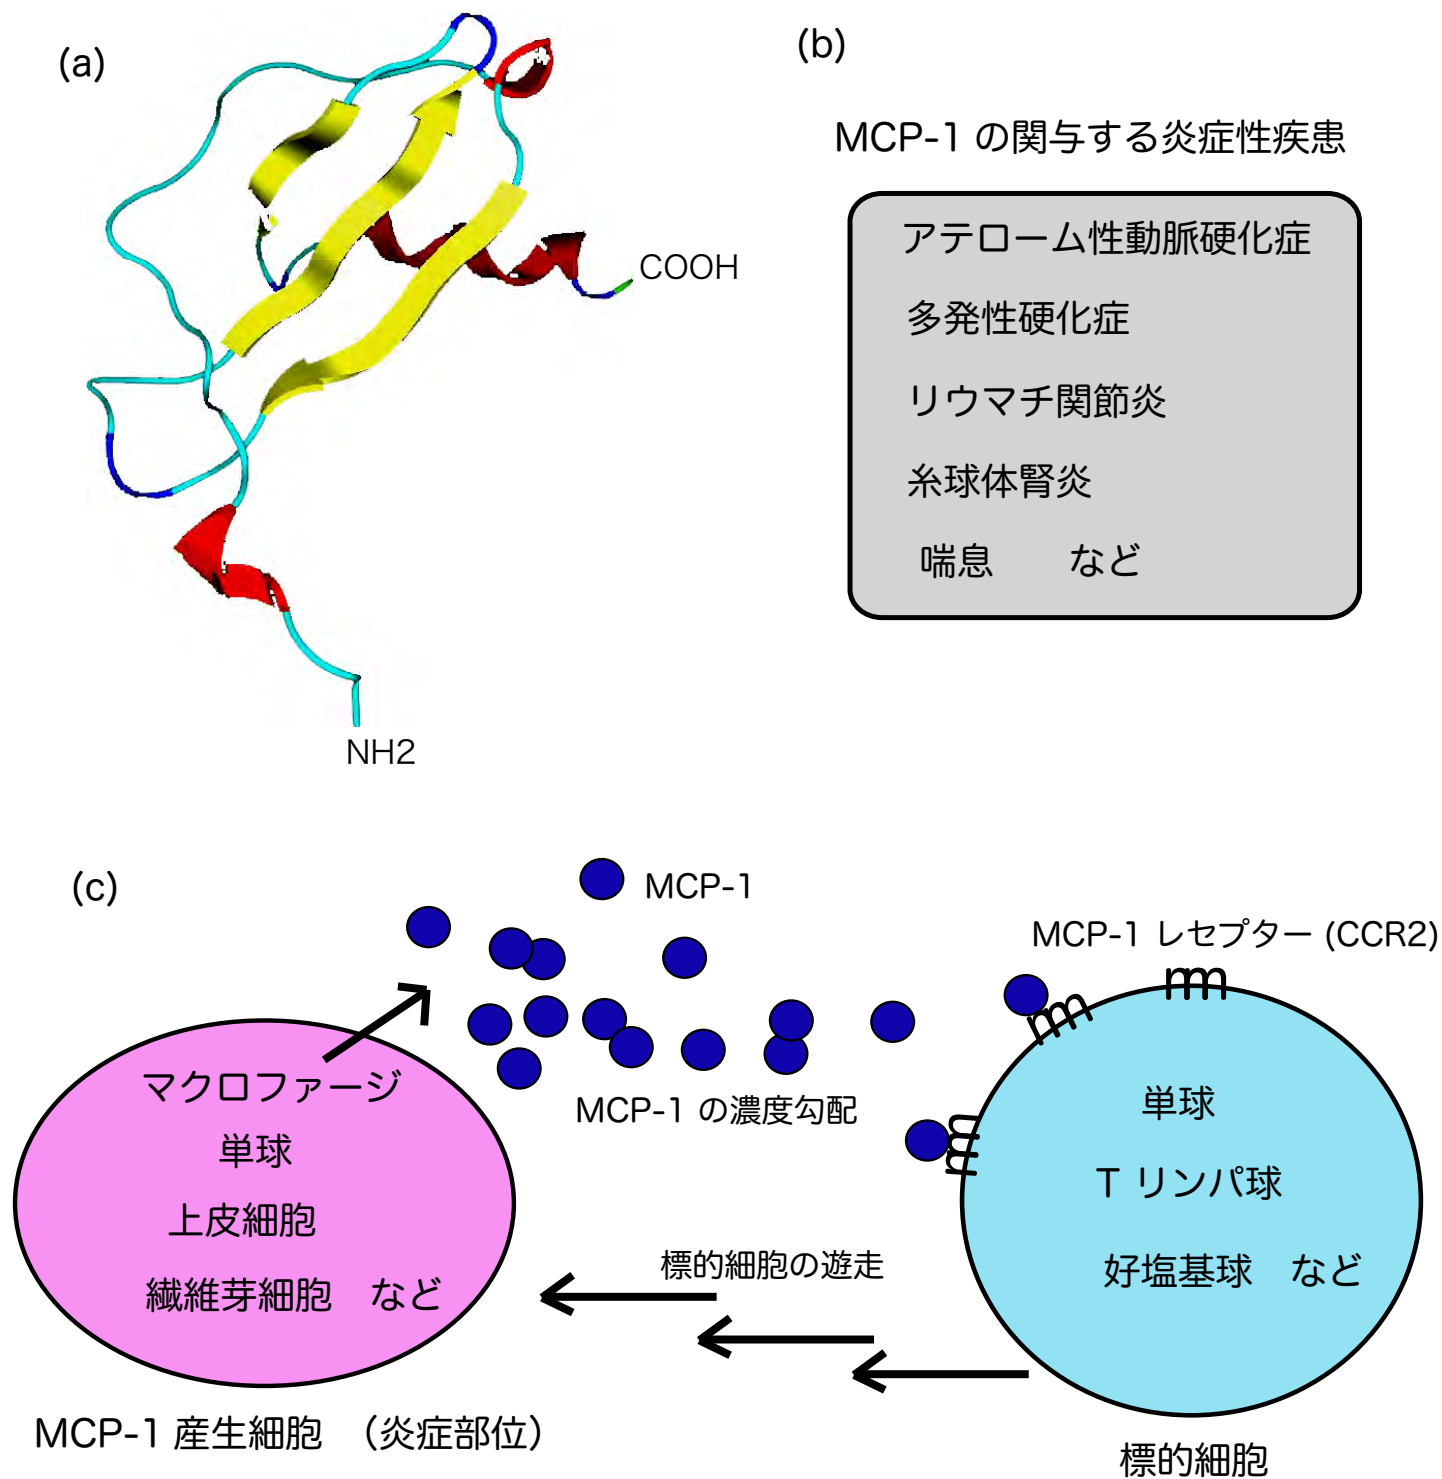 (a)
COOH
NH2
(b)
MCP-1 の関与する炎症性疾患
アテローム性動脈硬化症
多発性硬化症
リウマチ関節炎
糸球体腎炎
喘息　　など
(c)
MCP-1
MCP-1 レセプター (CCR2)
MCP-1 の濃度勾配
マクロファージ
単球
上皮細胞
繊維芽細胞　など
単球
T リンパ球
好塩基球　など
標的細胞の遊走
MCP-1 産生細胞　（炎症部位）
標的細胞